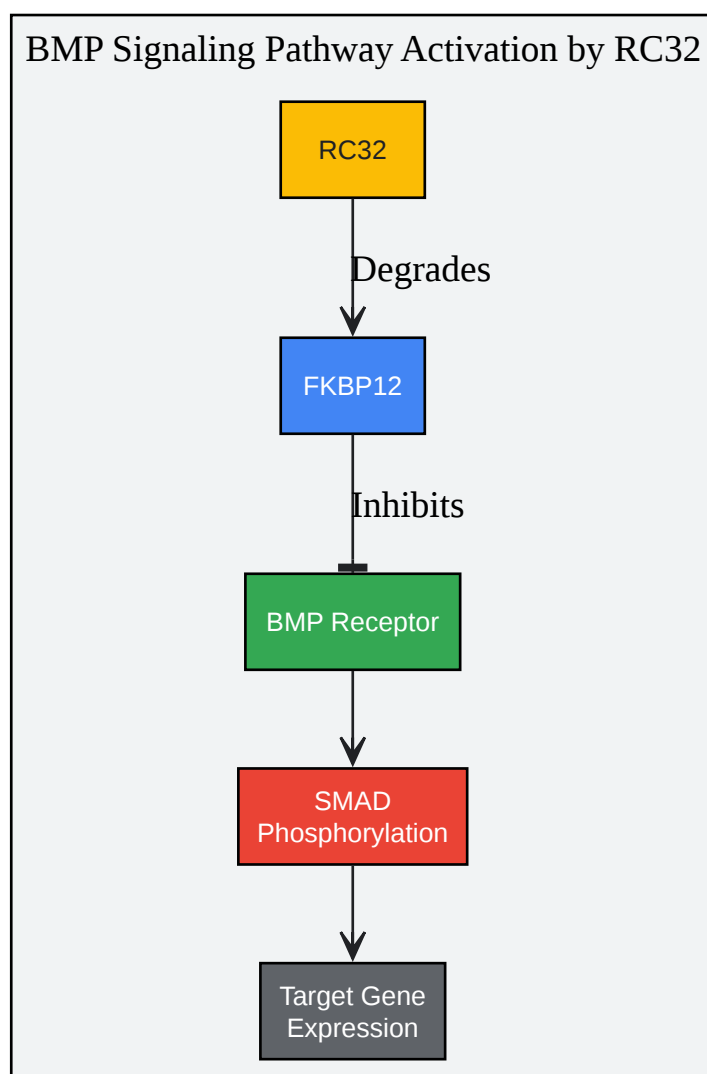 BMP Signaling Pathway Activation by RC32
RC32
Degrades
FKBP12
Inhibits
BMP Receptor
SMAD
Phosphorylation
Target Gene
Expression